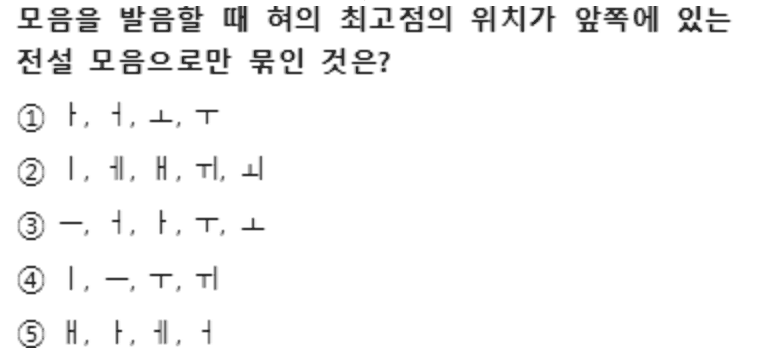 모음을 발음할 때 혀의 최고점의 위치가 앞쪽에 있는
전설 모음으로만 묶인 것은?
① ㅏ, ㅓ, ㅗ, ㅜ
② ㅣ, ㅔ, ㅐ, ㅟ, ㅚ
③ ㅡ, ㅓ, ㅏ, ㅜ, ㅗ
④ ㅣ, ㅡ, ㅜ, ㅟ
⑤ ㅐ, ㅏ, ㅔ, ㅓ